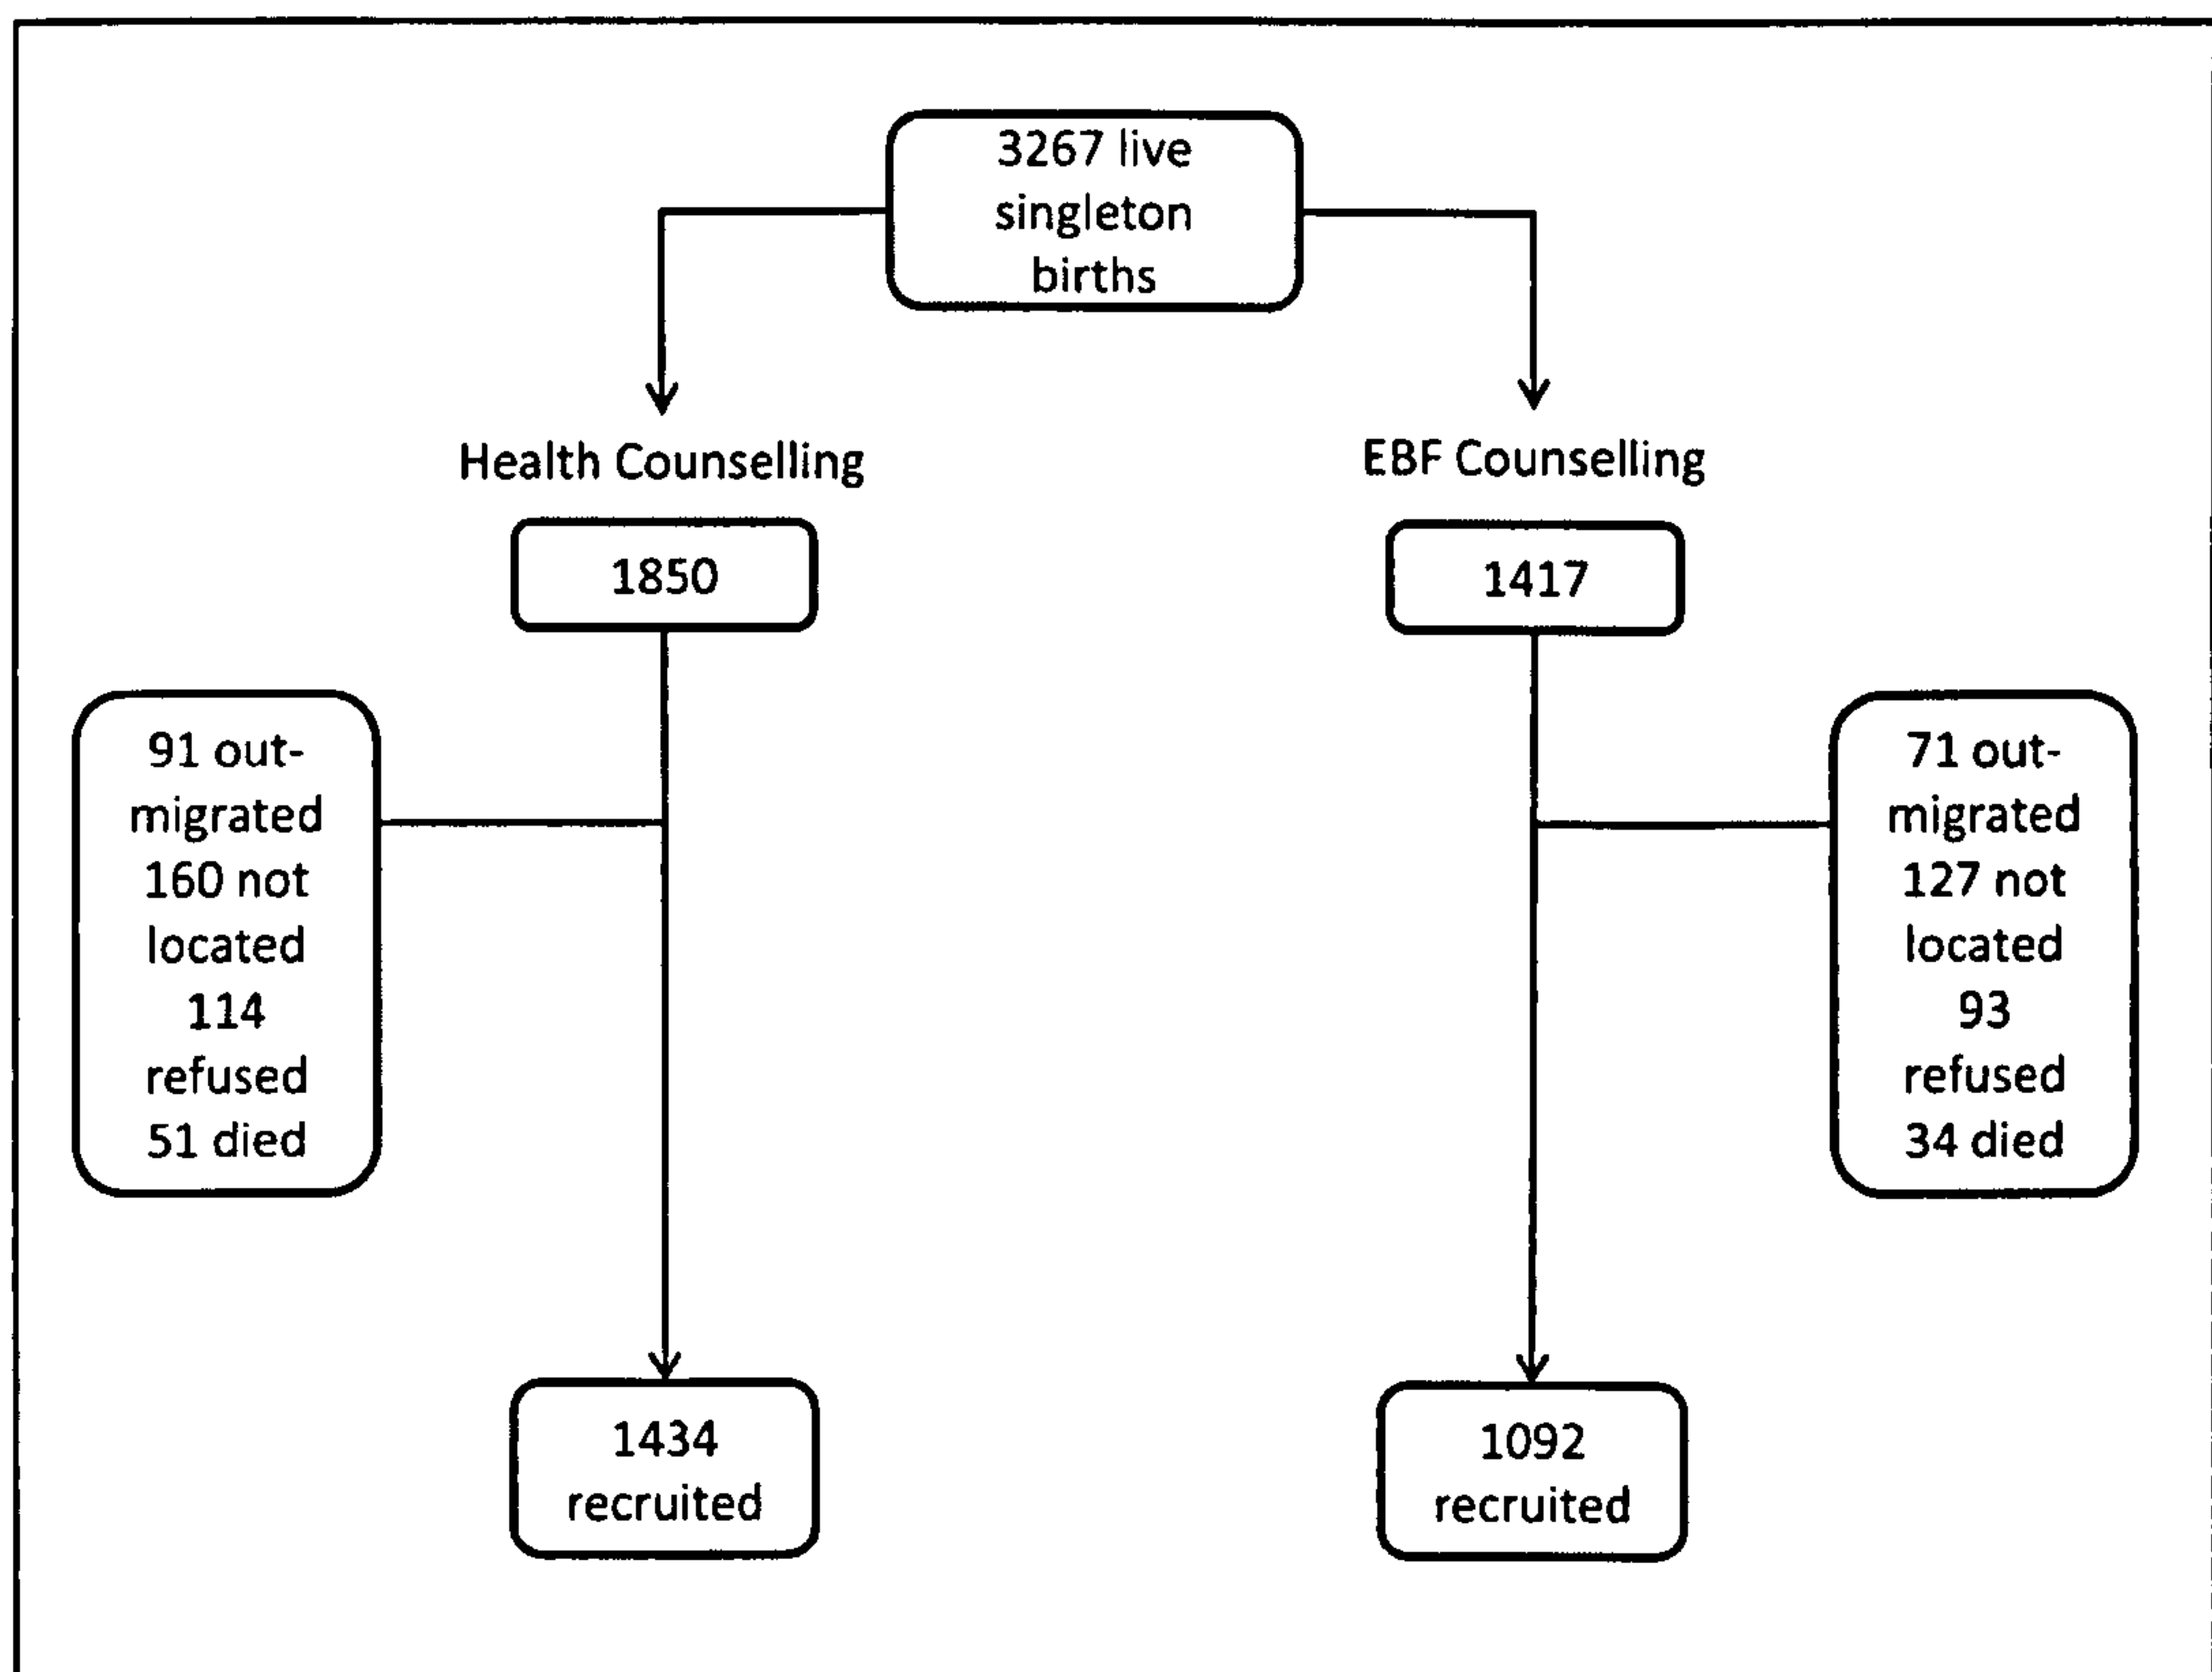 3267 live
singleton
births
Health Counselling
EBF Counselling
1850
1417
91 out-
migrated
160 not
located
114
refused
51 died
71 out-
migrated
127 not
located
93
refused
34 died
1434
recruited
1092
recruited